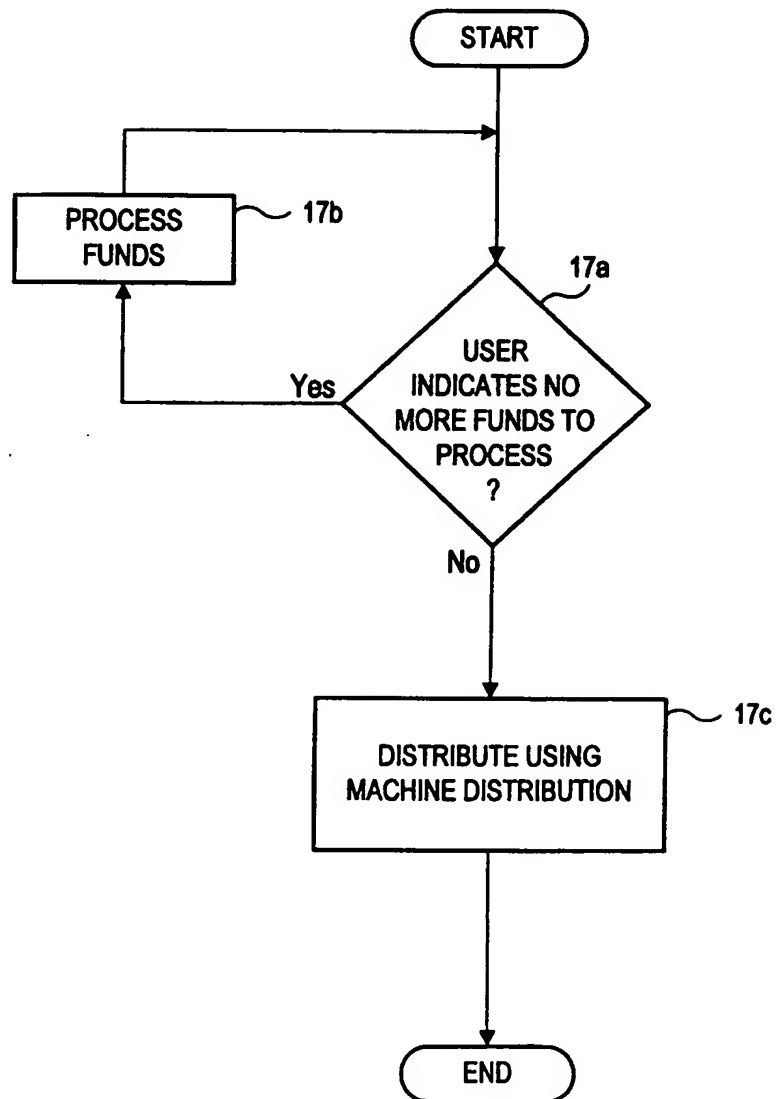 START
PROCESS
FUNDS
17b
17a
USER
INDICATES NO
MORE FUNDS TO
PROCESS
?
Yes
No
17c
DISTRIBUTE USING
MACHINE DISTRIBUTION
END